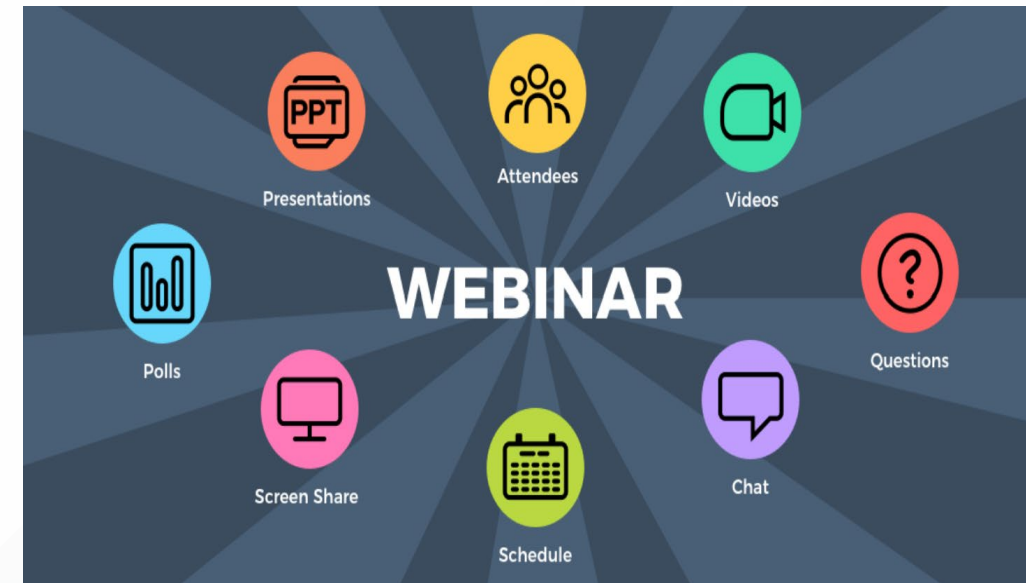 PPT
Presentations
Attendees
Videos
WEBINAR
Polls
Questions
Screen Share
Schedule
Chat